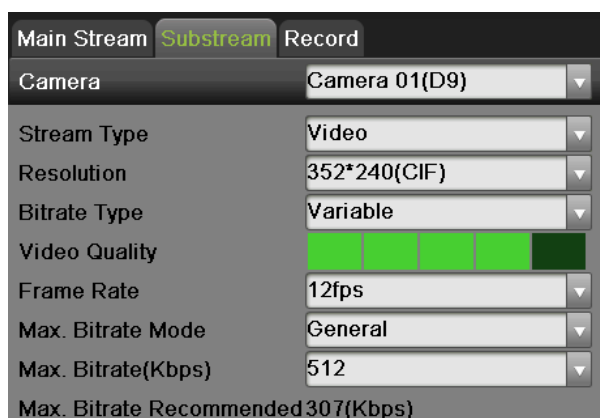 Main Stream Substream Record
Camera Camera 01(D9)
Stream Type Video
Resolution 352*240(CIF)
Bitrate Type Variable
Video Quality
Frame Rate 12fps
Max. Bitrate Mode General
Max. Bitrate(Kbps) 512
Max. Bitrate Recommended 307(Kbps)